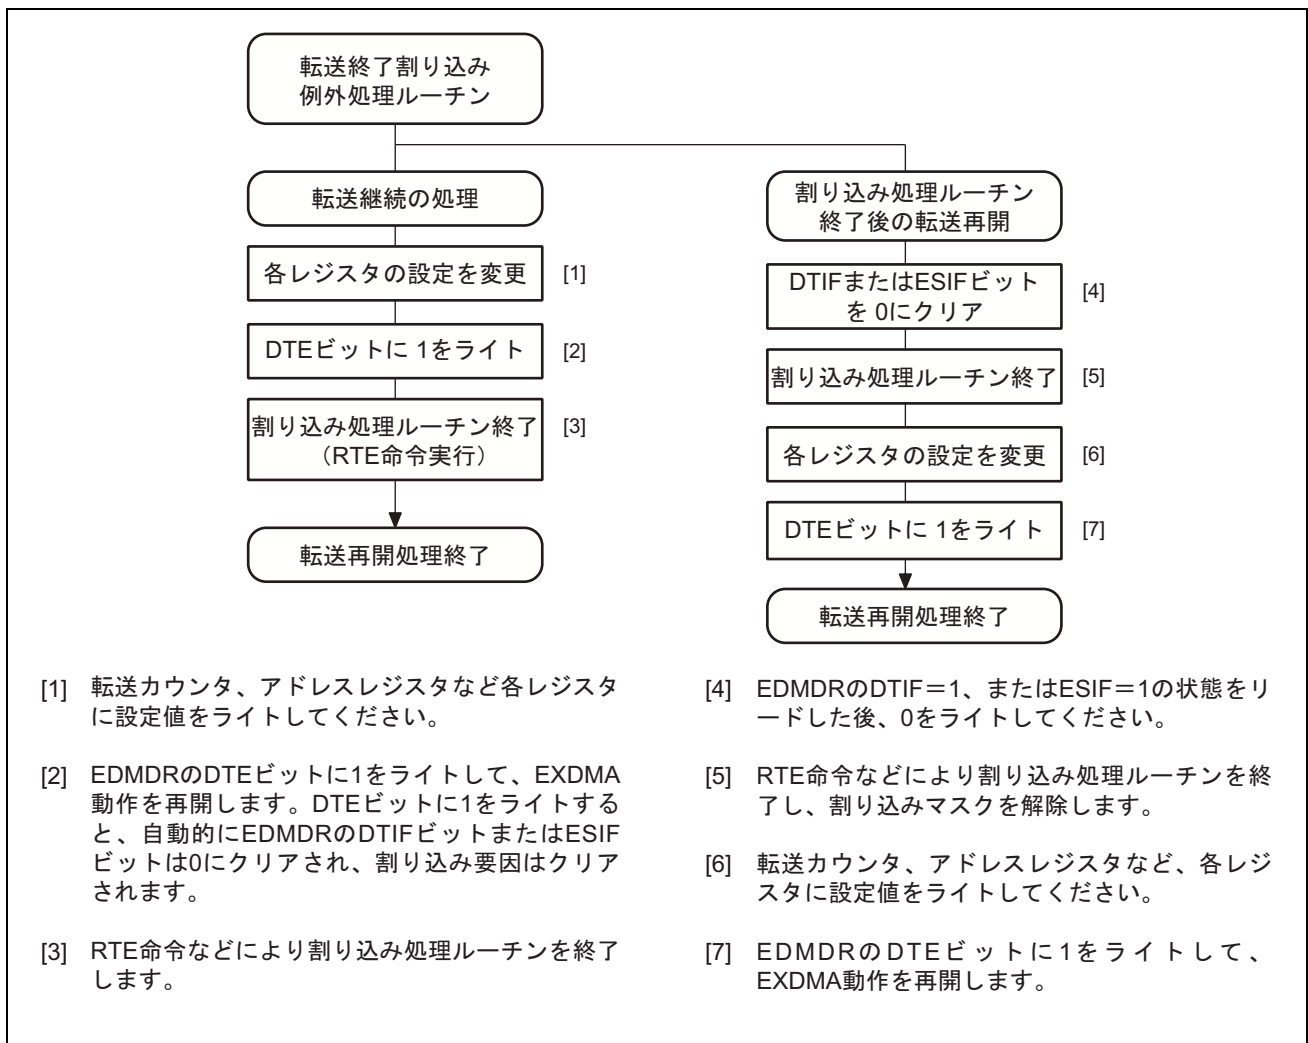 転送終了割り込み
例外処理ルーチン
転送継続の処理
各レジスタの設定を変更
[1]
DTEビットに 1をライト
[2]
割り込み処理ルーチン終了
（RTE命令実行）
[3]
転送再開処理終了
割り込み処理ルーチン
終了後の転送再開
DTIFまたはESIFビット
を 0にクリア
[4]
割り込み処理ルーチン終了
[5]
各レジスタの設定を変更
[6]
DTEビットに 1をライト
[7]
転送再開処理終了
[1] 転送カウンタ、アドレスレジスタなど各レジスタ
に設定値をライトしてください。
[2] EDMDRのDTEビットに1をライトして、EXDMA
動作を再開します。DTEビットに1をライトする
と、自動的にEDMDRのDTIFビットまたはESIF
ビットは0にクリアされ、割り込み要因はクリア
されます。
[3] RTE命令などにより割り込み処理ルーチンを終了
します。
[4] EDMDRのDTIF＝1、またはESIF＝1の状態をリ
ードした後、0をライトしてください。
[5] RTE命令などにより割り込み処理ルーチンを終
了し、割り込みマスクを解除します。
[6] 転送カウンタ、アドレスレジスタなど、各レジ
スタに設定値をライトしてください。
[7] EDMDRのDTEビットに1をライトして、
EXDMA動作を再開します。